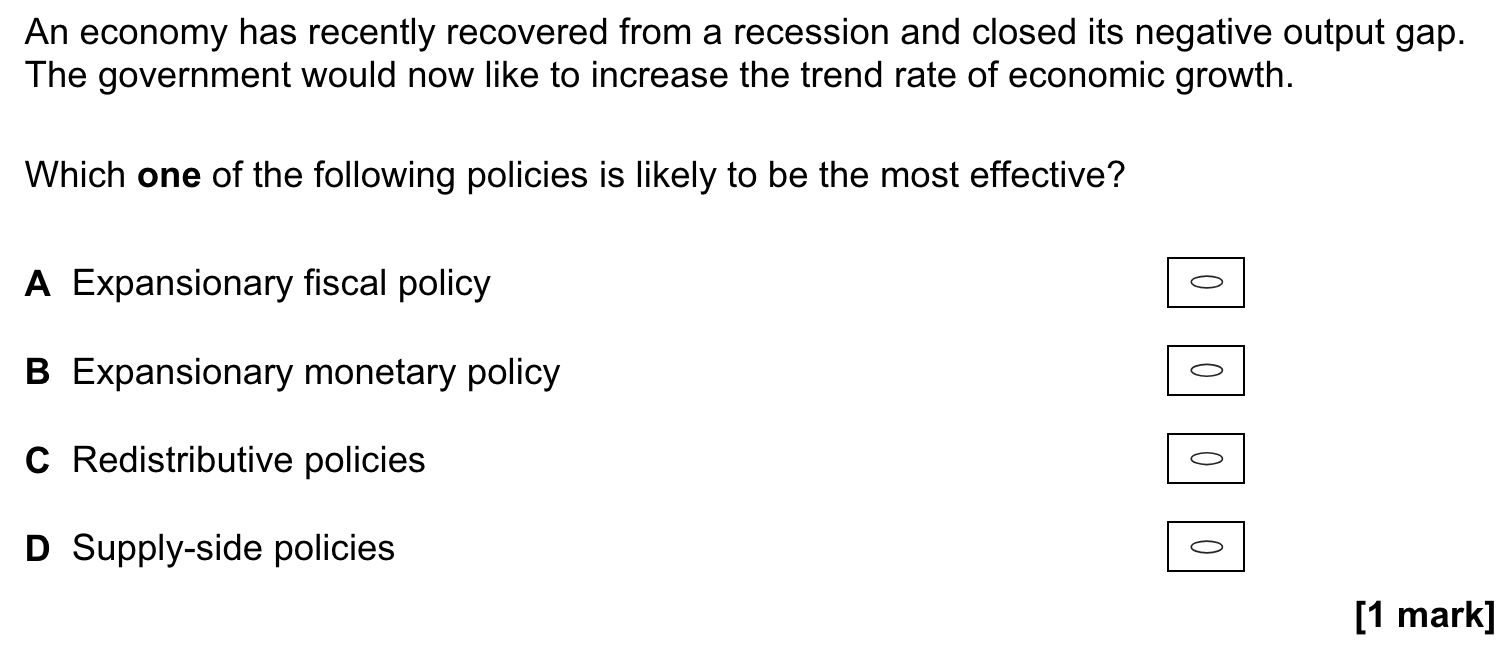 An economy has recently recovered from a recession and closed its negative output gap.
The government would now like to increase the trend rate of economic growth.
Which one of the following policies is likely to be the most effective?
A Expansionary fiscal policy
B Expansionary monetary policy
C Redistributive policies
D Supply-side policies
[1 mark]